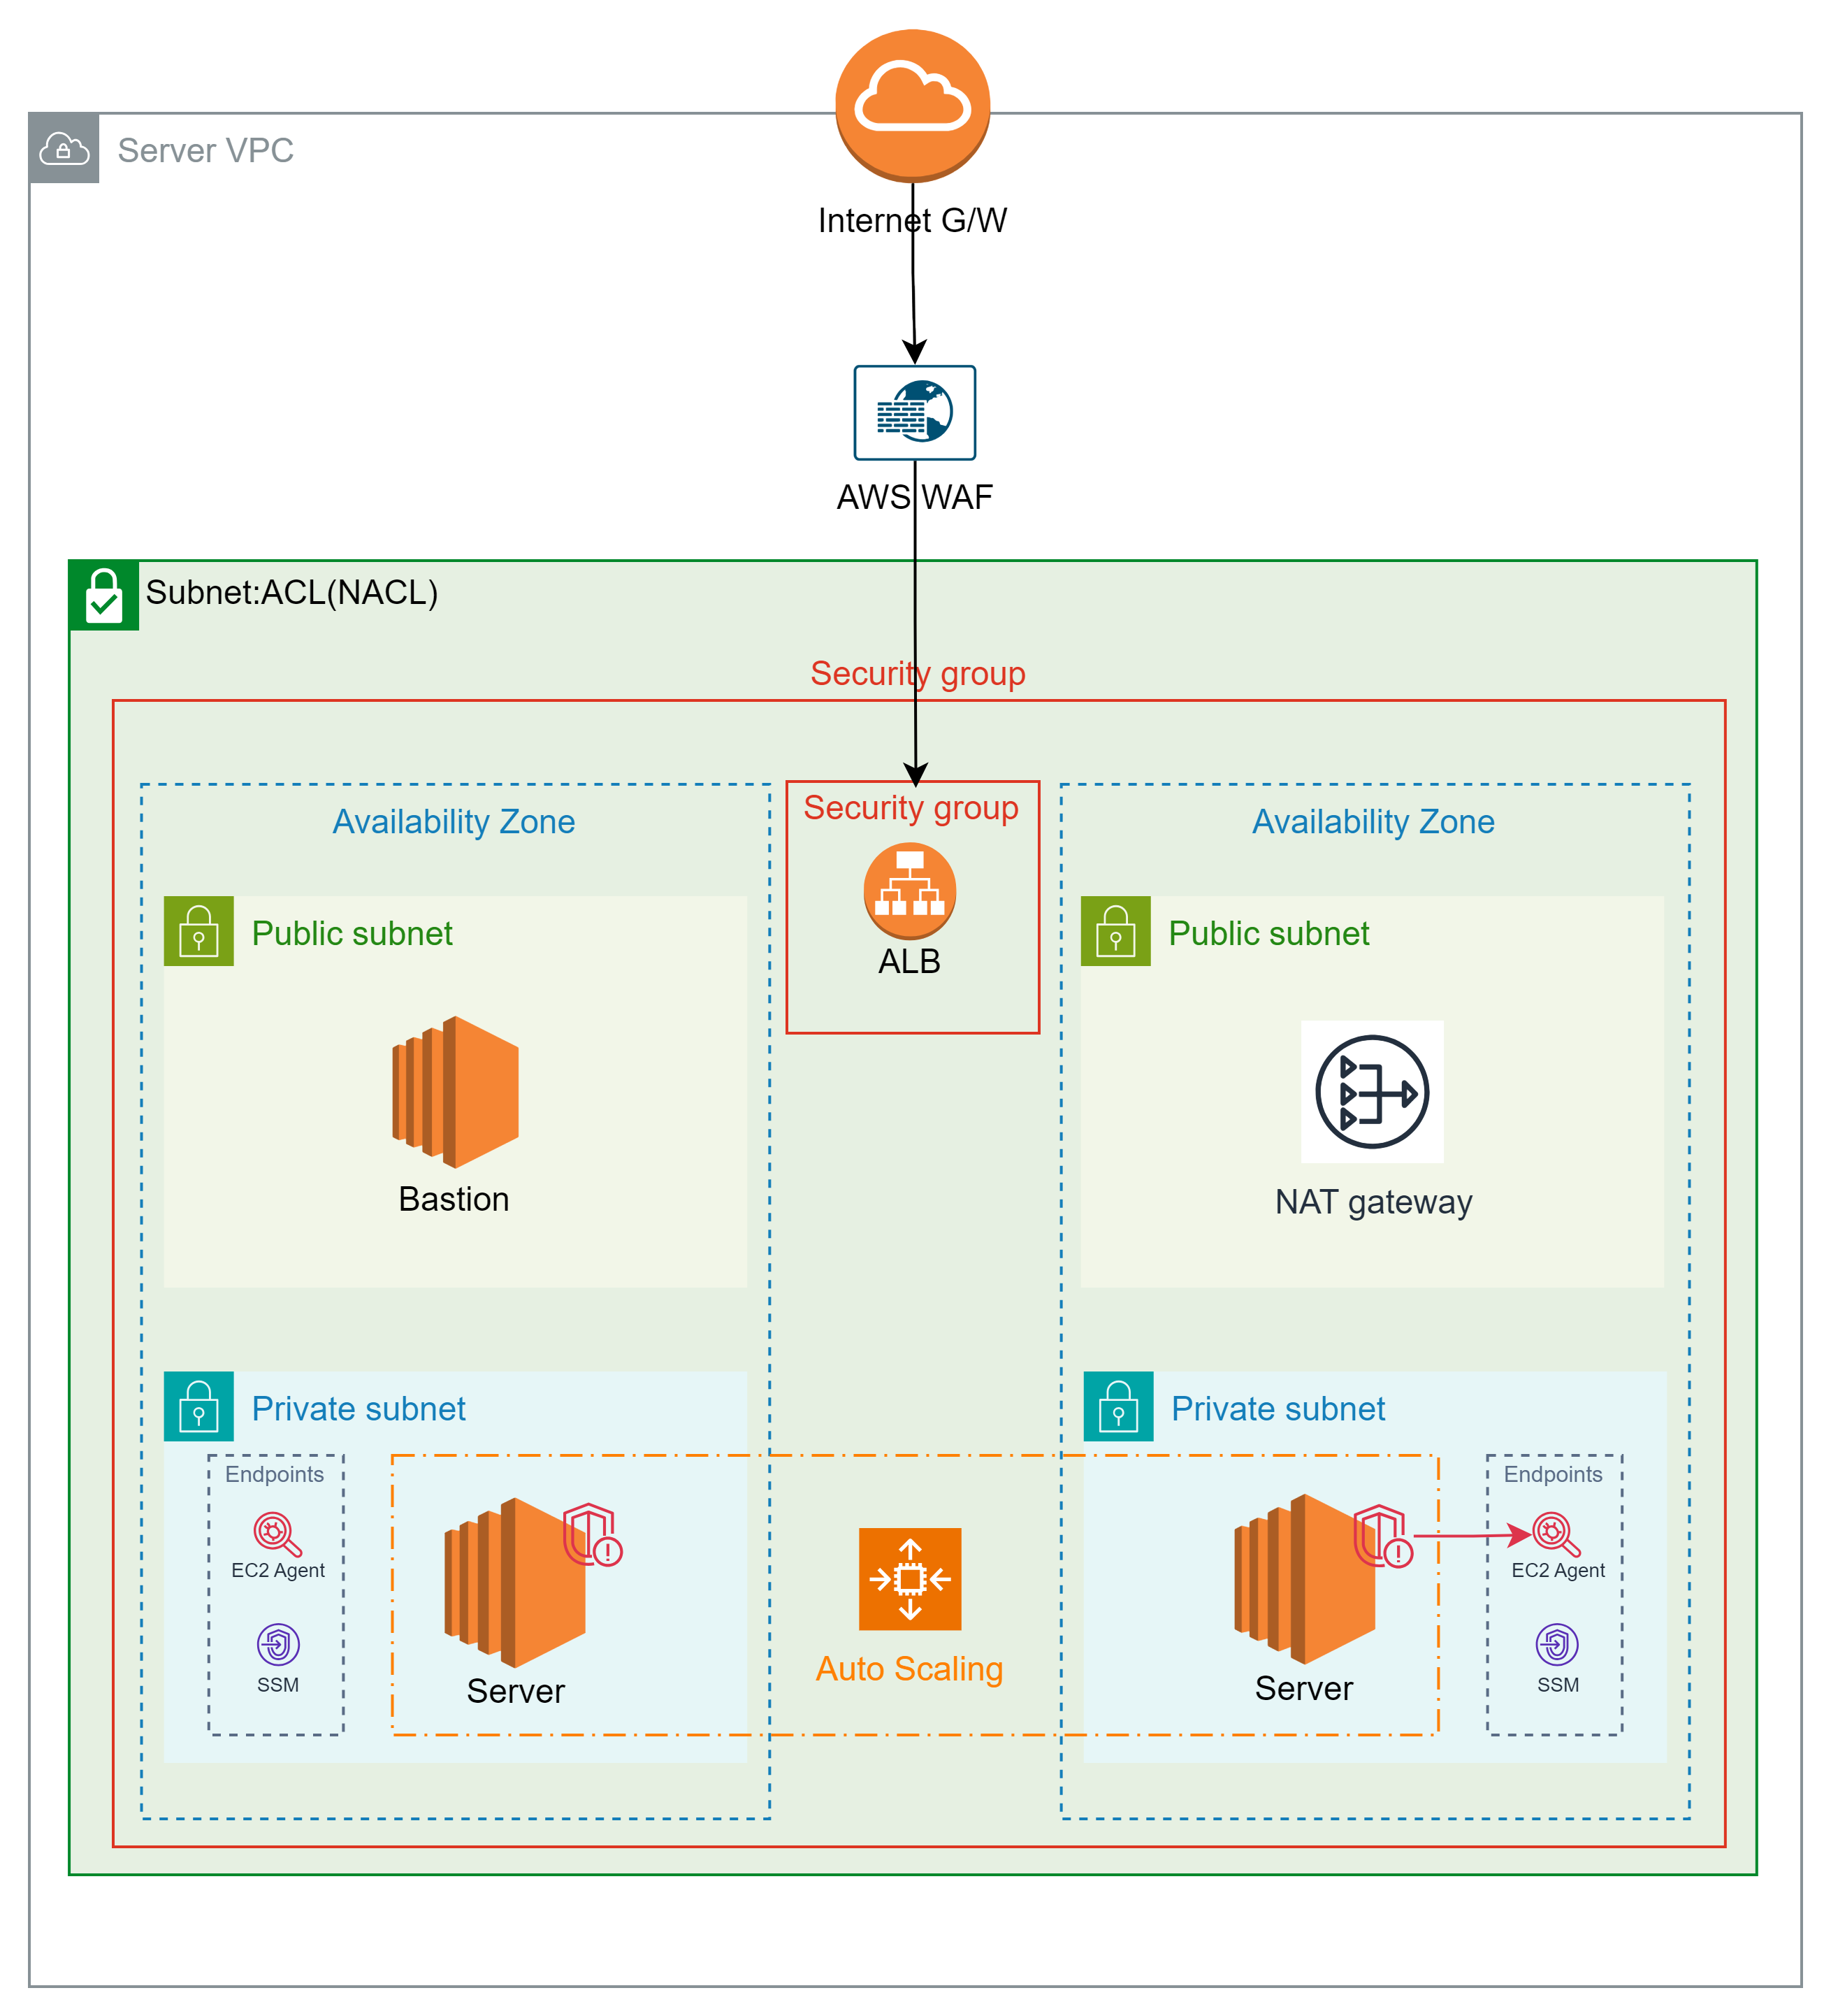 Server VPC
Internet G/W
AWS WAF
Subnet:ACL(NACL)
Security group
Security group
ALB
Availability Zone
Public subnet
Bastion
Availability Zone
Public subnet
NAT gateway
Private subnet
Endpoints
EC2 Agent
SSM
Server
Auto Scaling
Private subnet
Server
Endpoints
EC2 Agent
SSM